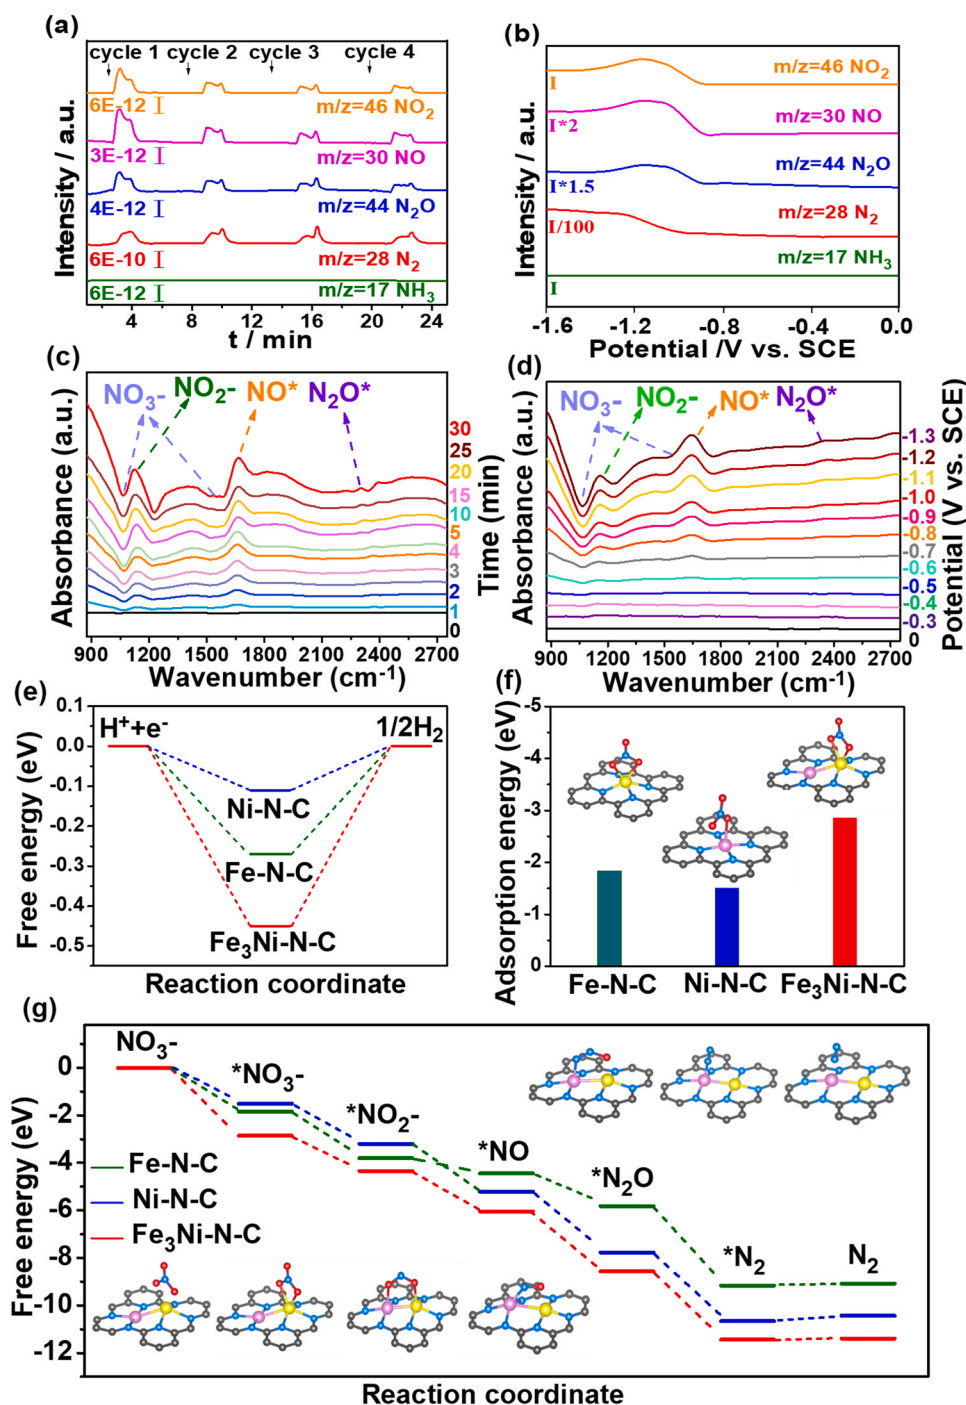 (a)
cycle 1 cycle 2 cycle 3 cycle 4
6E-12 m/z=46 NO₂
3E-12 m/z=30 NO
4E-12 m/z=44 N₂O
6E-10 m/z=28 N₂
6E-12 m/z=17 NH₃
Intensity / a.u.
4 8 12 16 20 24
t / min
(b)
m/z=46 NO₂
I
m/z=30 NO
I*2
m/z=44 N₂O
I*1.5
m/z=28 N₂
I/100
m/z=17 NH₃
I
Intensity/ a.u.
-1.6 -1.2 -0.8 -0.4 0.0
Potential /V vs. SCE
(c)
NO₃- NO₂- NO* N₂O*
30
25
20
15
10
5
4
3
2
1
0
Absorbance (a.u.)
Time (min)
900 1200 1500 1800 2100 2400 2700
Wavenumber (cm⁻¹)
(d)
NO₃- NO₂- NO* N₂O*
-1.3
-1.2
-1.1
-1.0
-0.9
-0.8
-0.7
-0.6
-0.5
-0.4
-0.3
0
Absorbance (a.u.)
Potential (V vs. SCE)
900 1200 1500 1800 2100 2400 2700
Wavenumber (cm⁻¹)
(e)
0.1
0.0
-0.1
-0.2
-0.3
-0.4
-0.5
Free energy (eV)
H⁺+e⁻ 1/2H₂
Ni-N-C
Fe-N-C
Fe₃Ni-N-C
Reaction coordinate
(f)
-5
-4
-3
-2
-1
0
Adsorption energy (eV)
Fe-N-C Ni-N-C Fe₃Ni-N-C
(g)
0
-2
-4
-6
-8
-10
-12
Free energy (eV)
NO₃-
*NO₃-
*NO₂-
*NO
*N₂O
*N₂
N₂
Fe-N-C
Ni-N-C
Fe₃Ni-N-C
Reaction coordinate